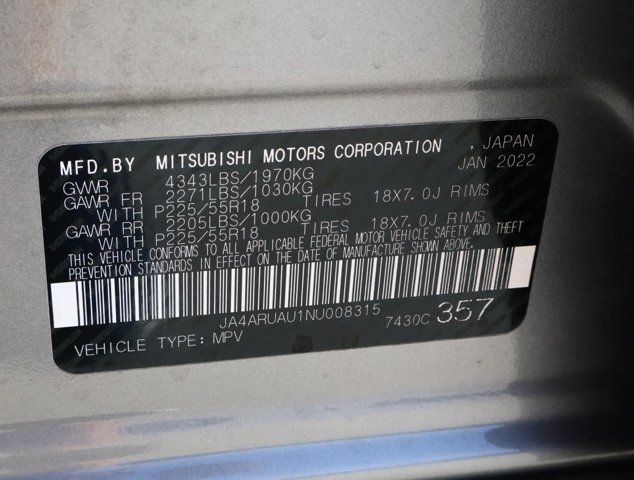 MFD.BY MITSUBISHI MOTORS CORPORATION . JAPAN
JAN 2022
GVWR 4343LBS/1970KG
GAWR FR 2271LBS/1030KG
WITH P225/55R18 TIRES 18X7.0J RIMS
GAWR RR 2205LBS/1000KG
WITH P225/55R18 TIRES 18X7.0J RIMS
THIS VEHICLE CONFORMS TO ALL APPLICABLE FEDERAL MOTOR VEHICLE SAFETY AND THEFT
PREVENTION STANDARDS IN EFFECT ON THE DATE OF MANUFACTURE SHOWN ABOVE.
JA4ARUAU1NU008315 7430C 357
VEHICLE TYPE: MPV